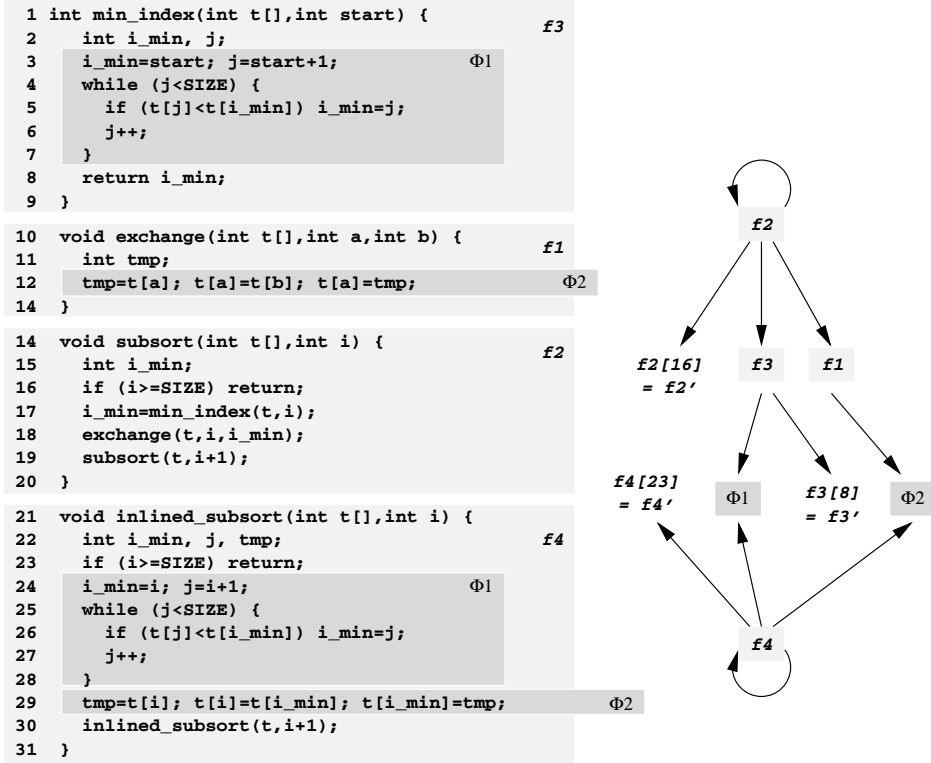 1 int min_index(int t[],int start) { f3
2 int i_min, j;
3 i_min=start; j=start+1; Φ1
4 while (j<SIZE) {
5 if (t[j]<t[i_min]) i_min=j;
6 j++;
7 }
8 return i_min;
9 }
10 void exchange(int t[],int a,int b) { f1
11 int tmp;
12 tmp=t[a]; t[a]=t[b]; t[a]=tmp; Φ2
14 }
14 void subsort(int t[],int i) { f2
15 int i_min;
16 if (i>=SIZE) return;
17 i_min=min_index(t,i);
18 exchange(t,i,i_min);
19 subsort(t,i+1);
20 }
21 void inlined_subsort(int t[],int i) {
22 int i_min, j, tmp; f4
23 if (i>=SIZE) return;
24 i_min=i; j=i+1; Φ1
25 while (j<SIZE) {
26 if (t[j]<t[i_min]) i_min=j;
27 j++;
28 }
29 tmp=t[i]; t[i]=t[i_min]; t[i_min]=tmp; Φ2
30 inlined_subsort(t,i+1);
31 }
f2
f2[16] f3 f1
= f2′
f4[23] Φ1 f3[8] Φ2
= f4′ = f3′
f4